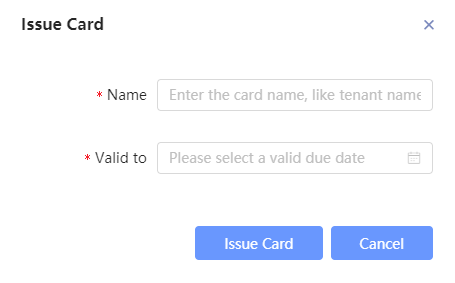 Issue Card
* Name
Enter the card name, like tenant name
* Valid to
Please select a valid due date
Issue Card
Cancel